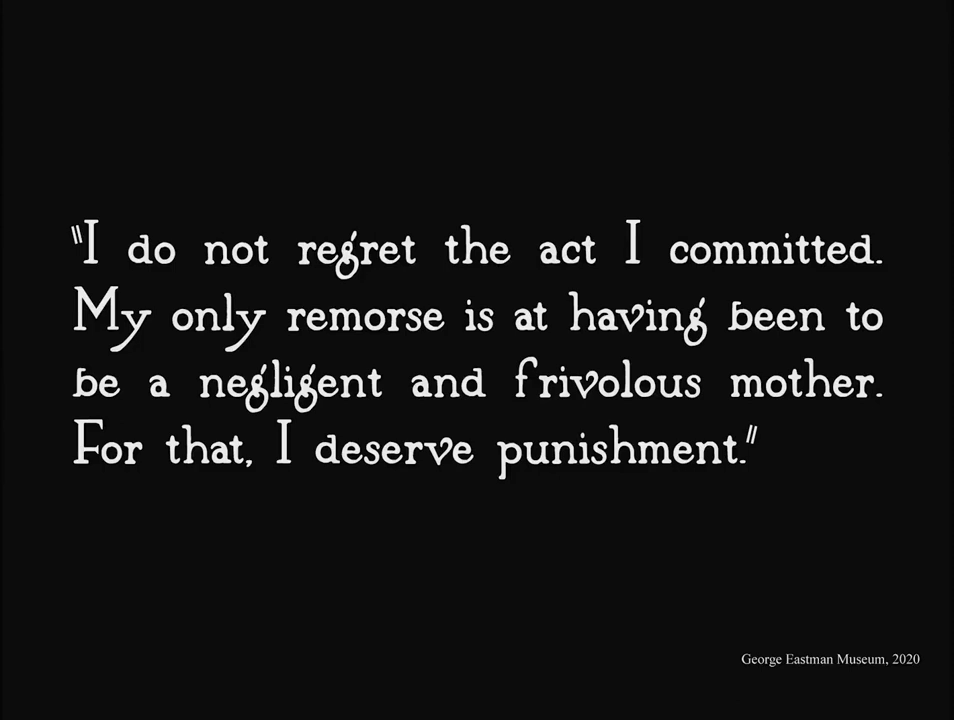 "I do not regret the act I committed.
My only remorse is at having been to
be a negligent and frivolous mother.
For that, I deserve punishment."
George Eastman Museum, 2020